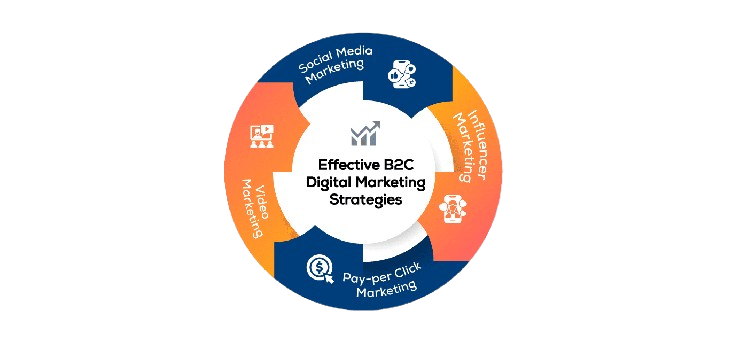 Social Media
Marketing
Influencer
Marketing
Effective B2C
Digital Marketing
Strategies
Video
Marketing
Pay-per Click
Marketing